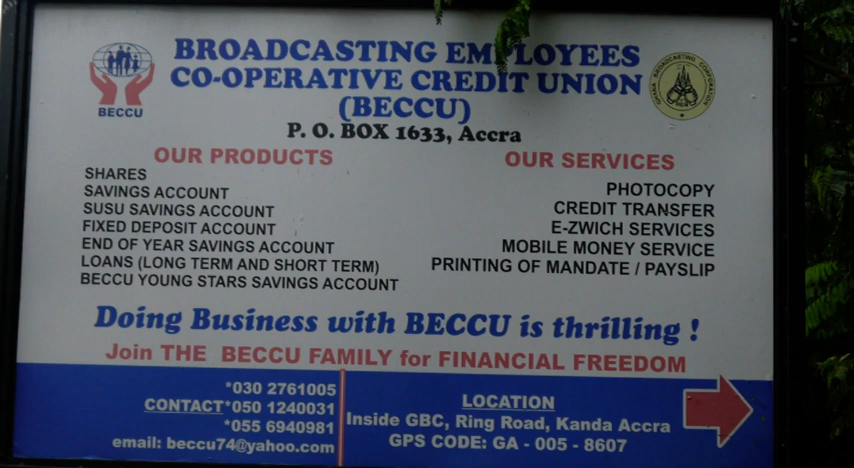 BROADCASTING EMPLOYEES
CO-OPERATIVE CREDIT UNION
(BECCU)
P. O. BOX 1633, Accra
BECCU
GHANA BROADCASTING CORPORATION
OUR PRODUCTS
SHARES
SAVINGS ACCOUNT
SUSU SAVINGS ACCOUNT
FIXED DEPOSIT ACCOUNT
END OF YEAR SAVINGS ACCOUNT
LOANS (LONG TERM AND SHORT TERM)
BECCU YOUNG STARS SAVINGS ACCOUNT
OUR SERVICES
PHOTOCOPY
CREDIT TRANSFER
E-ZWICH SERVICES
MOBILE MONEY SERVICE
PRINTING OF MANDATE / PAYSLIP
Doing Business with BECCU is thrilling !
Join THE BECCU FAMILY for FINANCIAL FREEDOM
*030 2761005
CONTACT *050 1240031
*055 6940981
email: beccu74@yahoo.com
LOCATION
Inside GBC, Ring Road, Kanda Accra
GPS CODE: GA - 005 - 8607